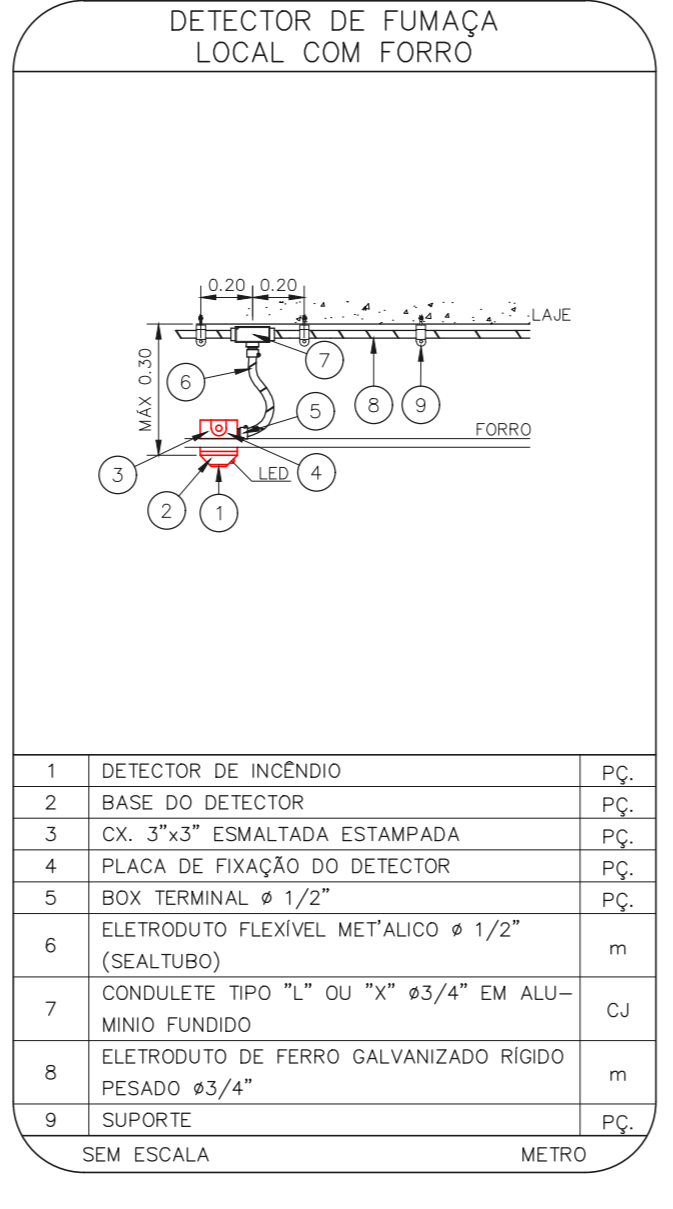 DETECTOR DE FUMAÇA
LOCAL COM FORRO
0.20 0.20
LAJE
MÁX 0.30
7
6
5
8
9
FORRO
3
LED
4
2
1
1 DETECTOR DE INCÊNDIO PÇ.
2 BASE DO DETECTOR PÇ.
3 CX. 3"x3" ESMALTADA ESTAMPADA PÇ.
4 PLACA DE FIXAÇÃO DO DETECTOR PÇ.
5 BOX TERMINAL ø 1/2" PÇ.
6 ELETRODUTO FLEXÍVEL MET'ALICO ø 1/2"
(SEALTUBO) m
7 CONDULETE TIPO "L" OU "X" ø3/4" EM ALU-
MINIO FUNDIDO CJ
8 ELETRODUTO DE FERRO GALVANIZADO RÍGIDO
PESADO ø3/4" m
9 SUPORTE PÇ.
SEM ESCALA METRO